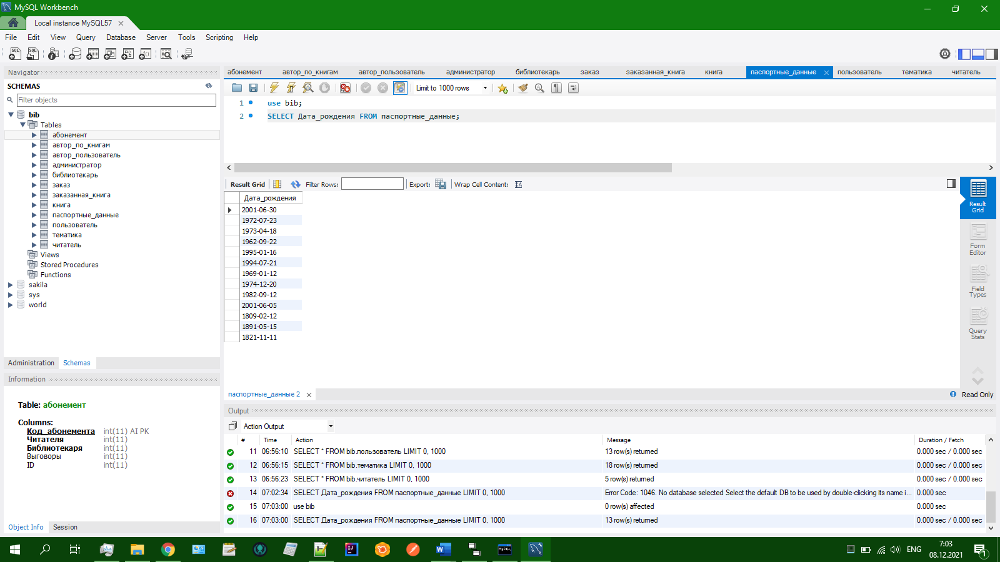 MySQL Workbench
Local instance MySQL57
File Edit View Query Database Server Tools Scripting Help
Navigator
SCHEMAS
Filter objects
bib
Tables
абонемент
автор_по_книгам
автор_пользователь
администратор
библиотекарь
заказ
заказанная_книга
книга
паспортные_данные
пользователь
тематика
читатель
Views
Stored Procedures
Functions
sakila
sys
world
Administration Schemas
Information
Table: абонемент
Columns:
Код_абонемента int(11) AI PK
Читателя int(11)
Библиотекаря int(11)
Выговоры int(11)
ID int(11)
Object Info Session
абонемент автор_по_книгам автор_пользователь администратор библиотекарь заказ заказанная_книга книга паспортные_данные пользователь тематика читатель
Limit to 1000 rows
1 use bib;
2 SELECT Дата_рождения FROM паспортные_данные;
Result Grid Filter Rows: Export: Wrap Cell Content:
Дата_рождения
2001-06-30
1972-07-23
1973-04-18
1962-09-22
1995-01-16
1994-07-21
1969-01-12
1974-12-20
1982-09-12
2001-06-05
1809-02-12
1891-05-15
1821-11-11
Result
Grid
Form
Editor
Field
Types
Query
Stats
паспортные_данные 2
Read Only
Output
Action Output
# Time Action Message Duration / Fetch
11 06:56:10 SELECT * FROM bib.пользователь LIMIT 0, 1000 13 row(s) returned 0.000 sec / 0.000 sec
12 06:56:15 SELECT * FROM bib.тематика LIMIT 0, 1000 18 row(s) returned 0.000 sec / 0.000 sec
13 06:56:23 SELECT * FROM bib.читатель LIMIT 0, 1000 5 row(s) returned 0.000 sec / 0.000 sec
14 07:02:34 SELECT Дата_рождения FROM паспортные_данные LIMIT 0, 1000 Error Code: 1046. No database selected Select the default DB to be used by double-clicking its name i... 0.000 sec
15 07:03:00 use bib 0 row(s) affected 0.000 sec
16 07:03:00 SELECT Дата_рождения FROM паспортные_данные LIMIT 0, 1000 13 row(s) returned 0.000 sec / 0.000 sec
ENG
7:03
08.12.2021
1